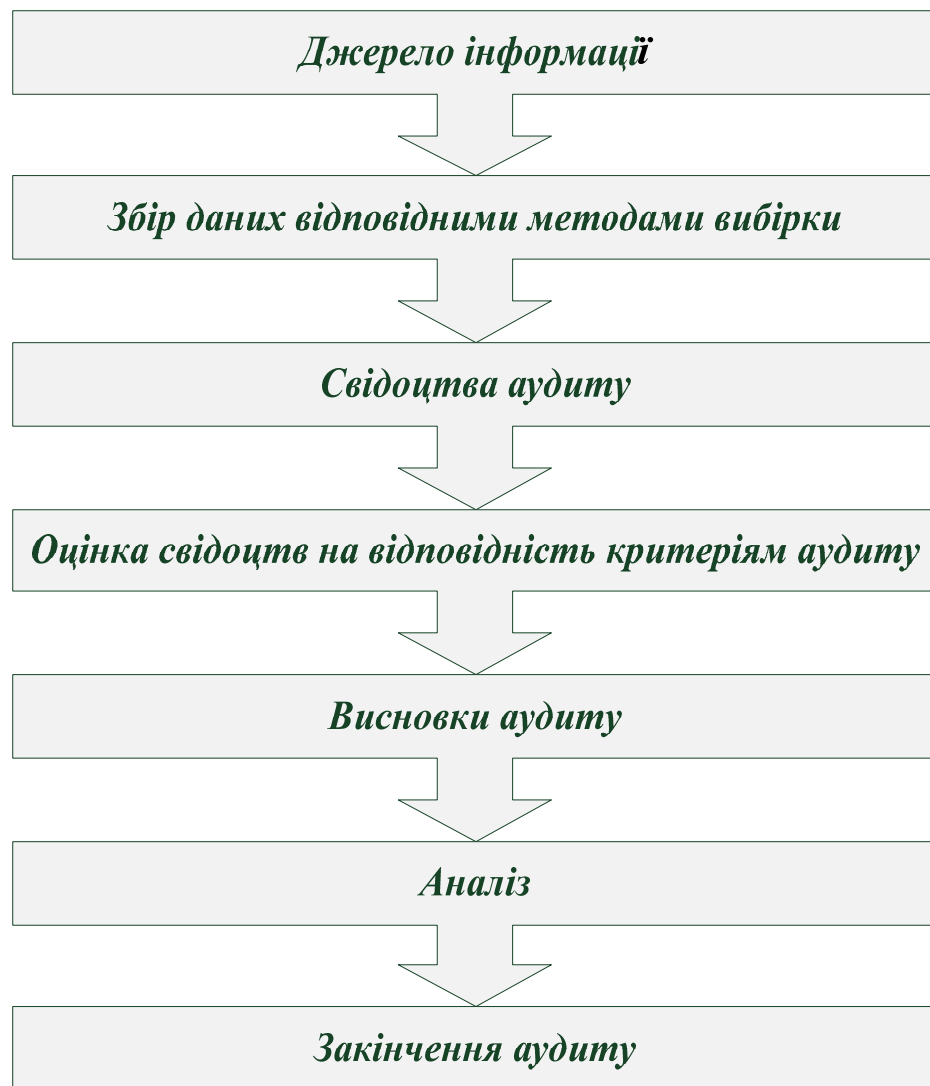 Джерело інформації
Збір даних відповідними методами вибірки
Свідоцтва аудиту
Оцінка свідоцтв на відповідність критеріям аудиту
Висновки аудиту
Аналіз
Закінчення аудиту